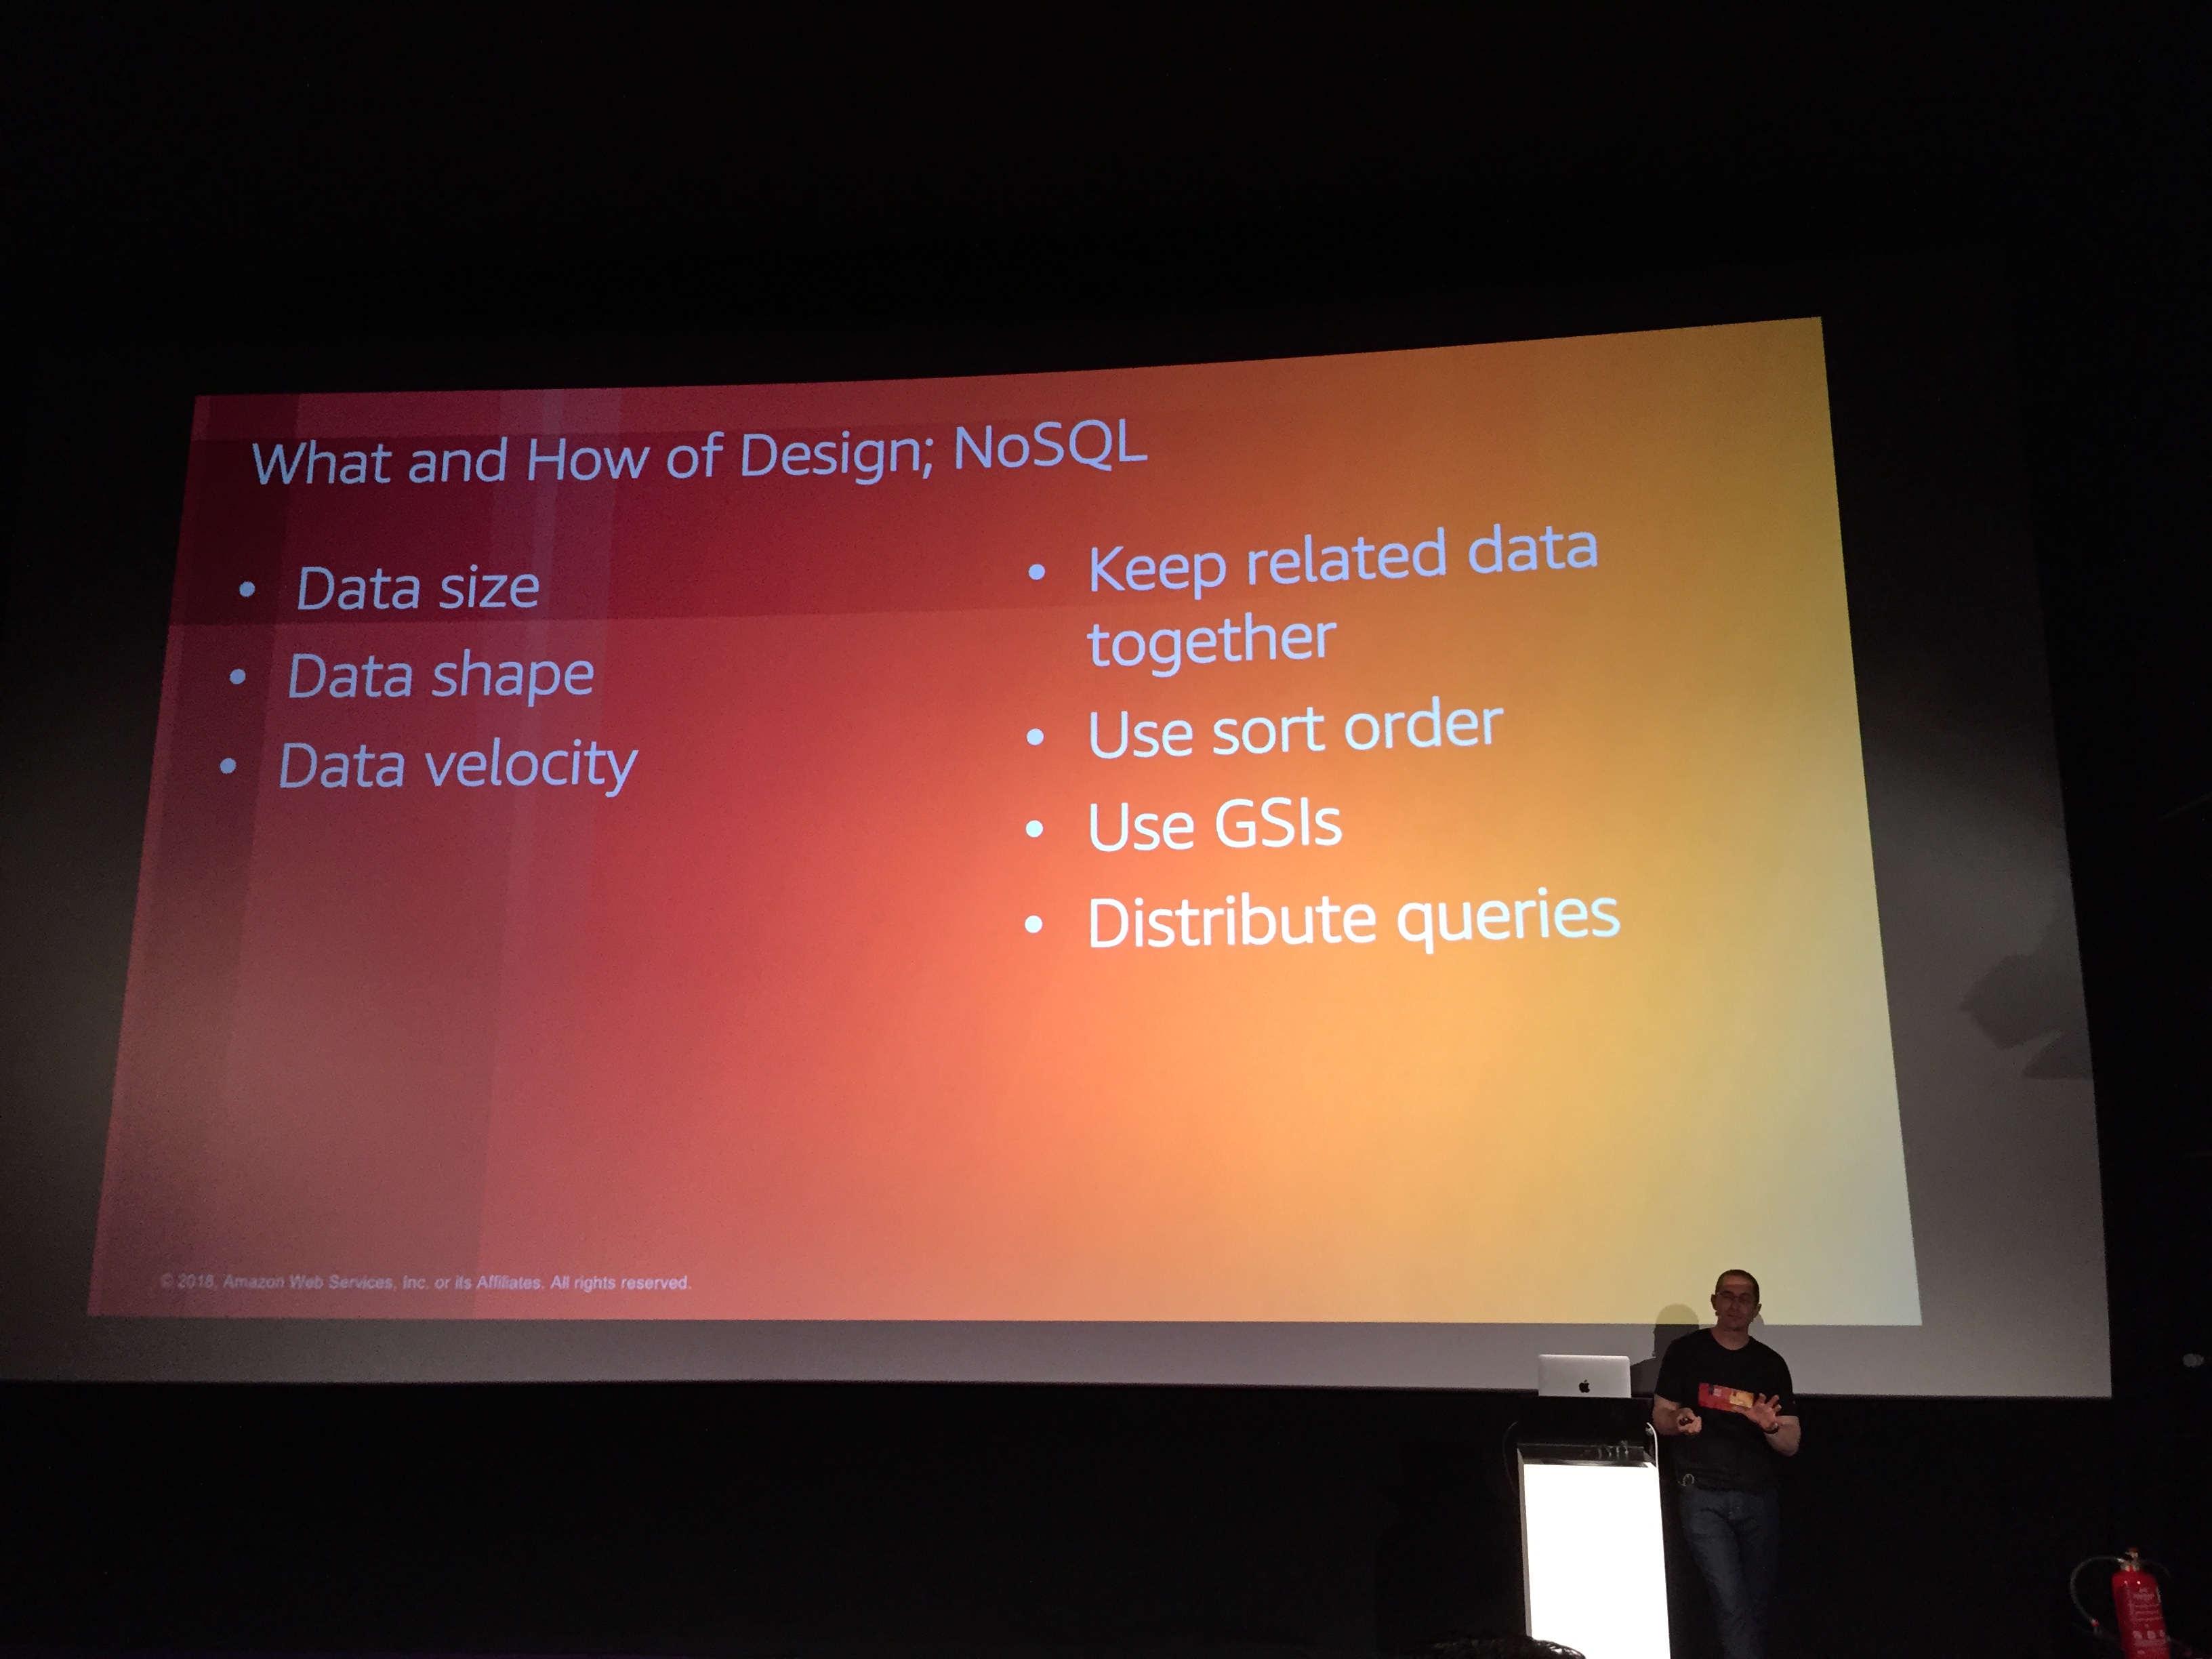 What and How of Design; NoSQL
• Data size
• Data shape
• Data velocity
• Keep related data
together
• Use sort order
• Use GSIs
• Distribute queries
© 2018, Amazon Web Services, Inc. or its Affiliates. All rights reserved.